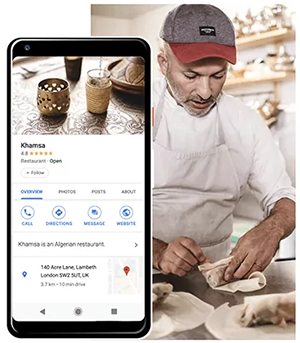 Khamsa
4.8 ★★★★★
Restaurant · Open
+ Follow
OVERVIEW PHOTOS POSTS ABOUT
CALL DIRECTIONS MESSAGE WEBSITE
Khamsa is an Algerian restaurant.
140 Acre Lane, Lambeth
London SW2 5UT, UK
3.7 km • 10 min drive